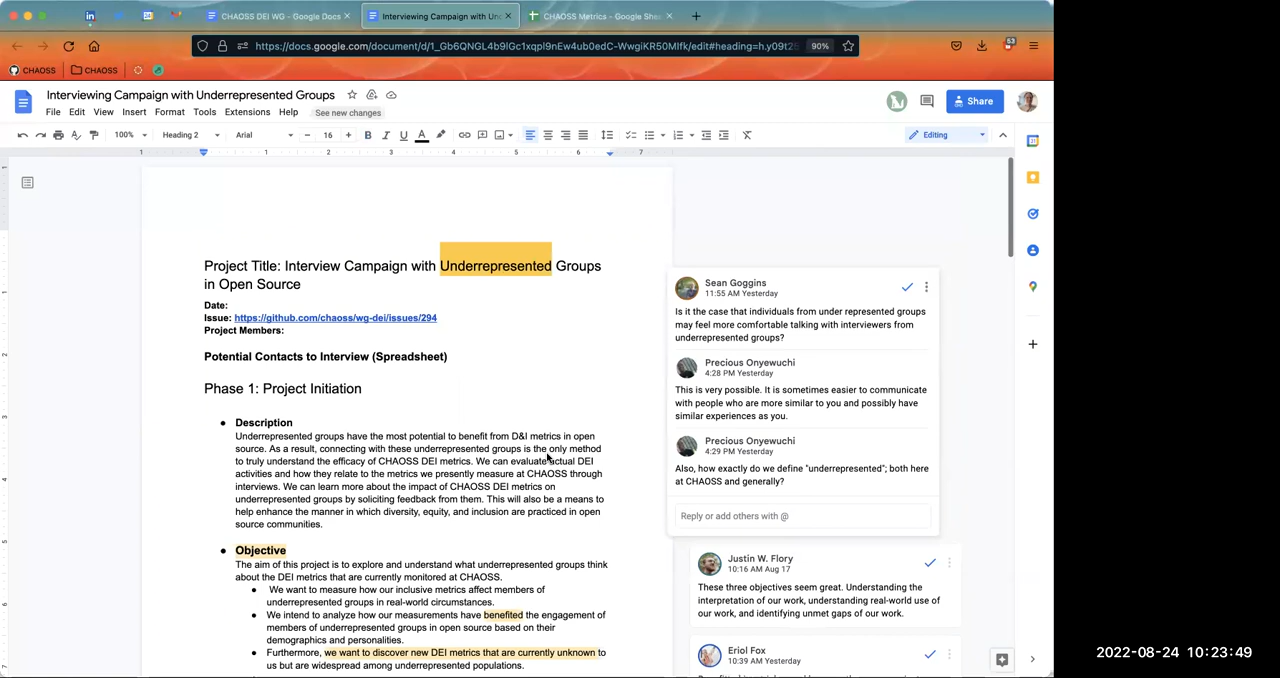 CHAOSS DEI WG - Google Docs ×
Interviewing Campaign with Unc ×
CHAOSS Metrics - Google She ×
https://docs.google.com/document/d/1_Gb6QNGL4b9lGc1xqpl9nEw4ub0edC-WwgiKR50Mlfk/edit#heading=h.y09t2
90%
53
CHAOSS
CHAOSS
Interviewing Campaign with Underrepresented Groups
File Edit View Insert Format Tools Extensions Help
See new changes
Share
100% Heading 2 Arial 16 B I U A
Editing
1 1 2 3 4 5 6 7
Project Title: Interview Campaign with Underrepresented Groups
in Open Source
Date:
Issue: https://github.com/chaoss/wg-dei/issues/294
Project Members:
Potential Contacts to Interview (Spreadsheet)
Phase 1: Project Initiation
● Description
Underrepresented groups have the most potential to benefit from D&I metrics in open
source. As a result, connecting with these underrepresented groups is the only method
to truly understand the efficacy of CHAOSS DEI metrics. We can evaluate actual DEI
activities and how they relate to the metrics we presently measure at CHAOSS through
interviews. We can learn more about the impact of CHAOSS DEI metrics on
underrepresented groups by soliciting feedback from them. This will also be a means to
help enhance the manner in which diversity, equity, and inclusion are practiced in open
source communities.
● Objective
The aim of this project is to explore and understand what underrepresented groups think
about the DEI metrics that are currently monitored at CHAOSS.
● We want to measure how our inclusive metrics affect members of
underrepresented groups in real-world circumstances.
● We intend to analyze how our measurements have benefited the engagement of
members of underrepresented groups in open source based on their
demographics and personalities.
● Furthermore, we want to discover new DEI metrics that are currently unknown to
us but are widespread among underrepresented populations.
Sean Goggins
11:55 AM Yesterday
Is it the case that individuals from under represented groups
may feel more comfortable talking with interviewers from
underrepresented groups?
Precious Onyewuchi
4:28 PM Yesterday
This is very possible. It is sometimes easier to communicate
with people who are more similar to you and possibly have
similar experiences as you.
Precious Onyewuchi
4:29 PM Yesterday
Also, how exactly do we define "underrepresented"; both here
at CHAOSS and generally?
Reply or add others with @
Justin W. Flory
10:16 AM Aug 17
These three objectives seem great. Understanding the
interpretation of our work, understanding real-world use of
our work, and identifying unmet gaps of our work.
Eriol Fox
10:39 AM Yesterday
2022-08-24 10:23:49